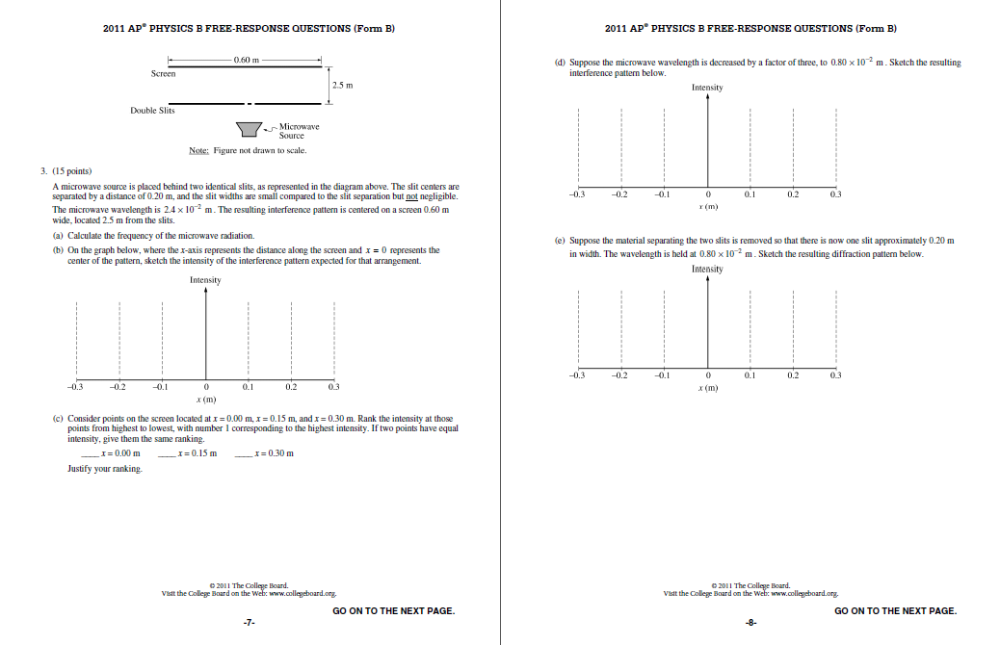 2011 AP® PHYSICS B FREE-RESPONSE QUESTIONS (Form B)
0.60 m
Screen
2.5 m
Double Slits
Microwave
Source
Note: Figure not drawn to scale.
3. (15 points)
A microwave source is placed behind two identical slits, as represented in the diagram above. The slit centers are
separated by a distance of 0.20 m, and the slit widths are small compared to the slit separation but not negligible.
The microwave wavelength is 2.4 × 10⁻² m. The resulting interference pattern is centered on a screen 0.60 m
wide, located 2.5 m from the slits.
(a) Calculate the frequency of the microwave radiation.
(b) On the graph below, where the x-axis represents the distance along the screen and x = 0 represents the
center of the pattern, sketch the intensity of the interference pattern expected for that arrangement.
Intensity
−0.3 −0.2 −0.1 0 0.1 0.2 0.3
x (m)
(c) Consider points on the screen located at x = 0.00 m, x = 0.15 m, and x = 0.30 m. Rank the intensity at those
points from highest to lowest, with number 1 corresponding to the highest intensity. If two points have equal
intensity, give them the same ranking.
____ x = 0.00 m ____ x = 0.15 m ____ x = 0.30 m
Justify your ranking.
© 2011 The College Board.
Visit the College Board on the Web: www.collegeboard.org.
GO ON TO THE NEXT PAGE.
-7-
2011 AP® PHYSICS B FREE-RESPONSE QUESTIONS (Form B)
(d) Suppose the microwave wavelength is decreased by a factor of three, to 0.80 × 10⁻² m. Sketch the resulting
interference pattern below.
Intensity
−0.3 −0.2 −0.1 0 0.1 0.2 0.3
x (m)
(e) Suppose the material separating the two slits is removed so that there is now one slit approximately 0.20 m
in width. The wavelength is held at 0.80 × 10⁻² m. Sketch the resulting diffraction pattern below.
Intensity
−0.3 −0.2 −0.1 0 0.1 0.2 0.3
x (m)
© 2011 The College Board.
Visit the College Board on the Web: www.collegeboard.org.
GO ON TO THE NEXT PAGE.
-8-